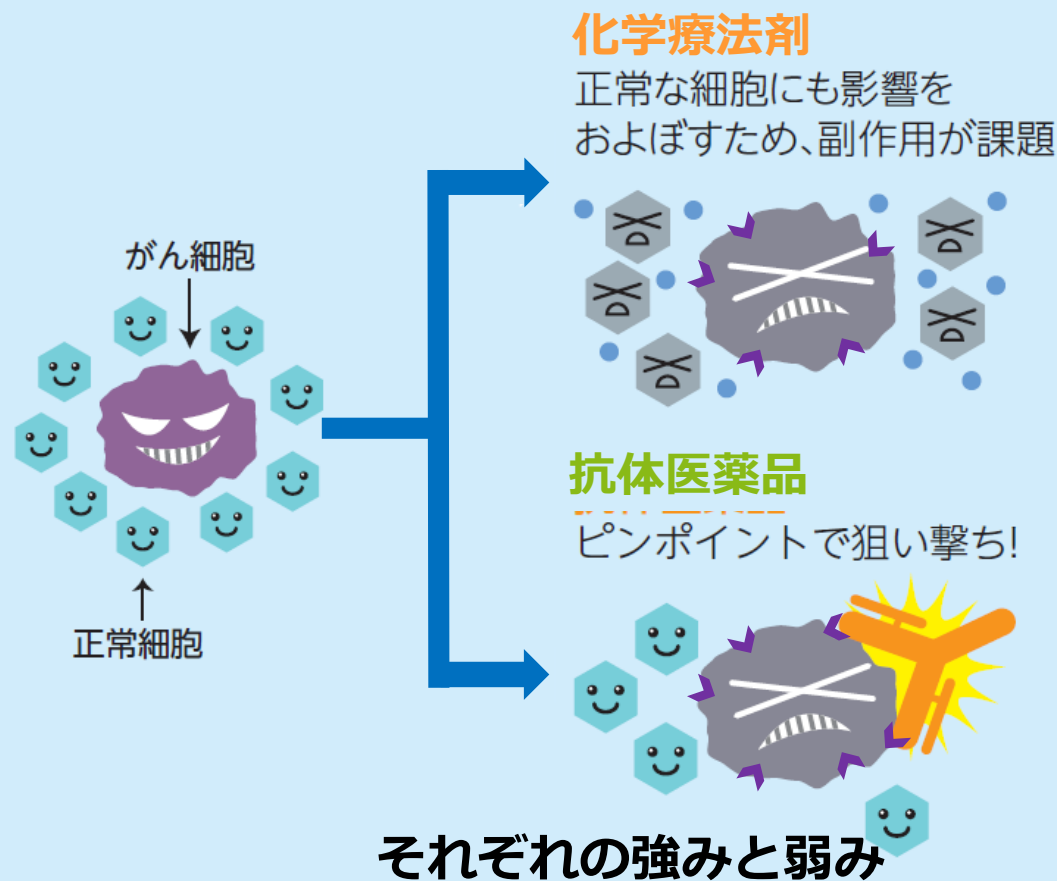 化学療法剤
正常な細胞にも影響を
およぼすため、副作用が課題
がん細胞
正常細胞
抗体医薬品
ピンポイントで狙い撃ち!
それぞれの強みと弱み